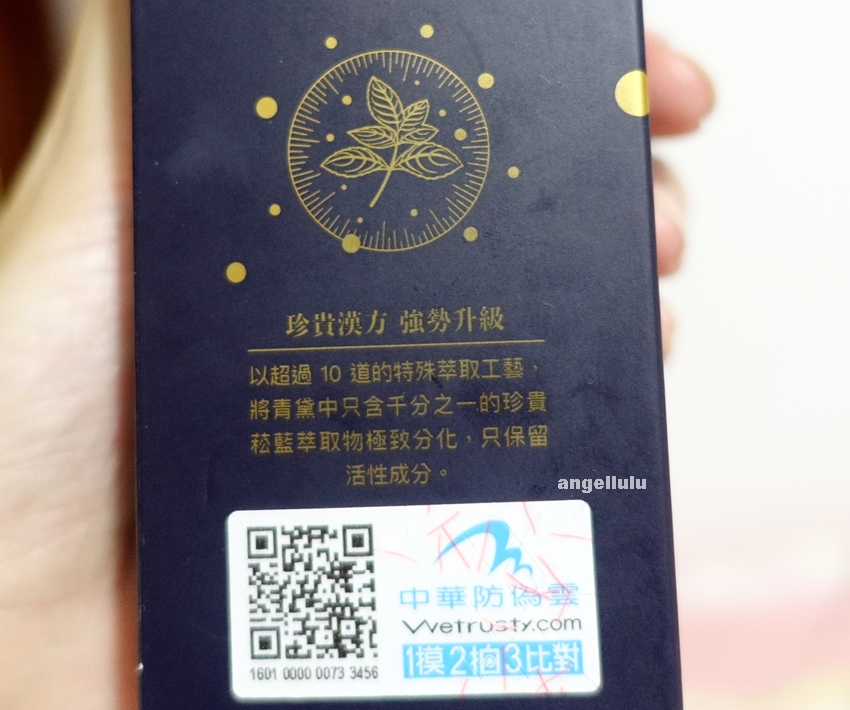 珍貴漢方 強勢升級
以超過 10 道的特殊萃取工藝,
將青黛中只含千分之一的珍貴
菘藍萃取物極致分化,只保留
活性成分。
angellulu
中華防偽雲
Wetrusty.com
1摸2拍3比對
1601 0000 0073 3456